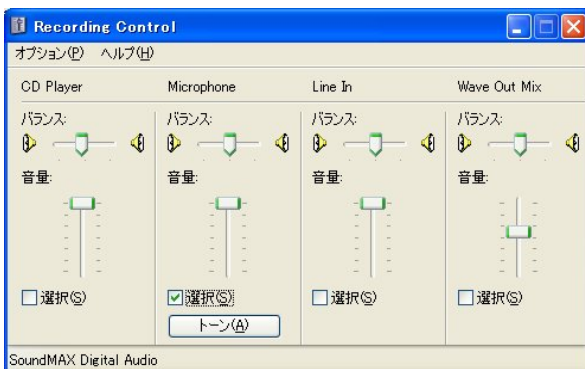 Recording Control
オプション(P) ヘルプ(H)
CD Player
バランス:
音量:
選択(S)
Microphone
バランス:
音量:
選択(S)
トーン(A)
Line In
バランス:
音量:
選択(S)
Wave Out Mix
バランス:
音量:
選択(S)
SoundMAX Digital Audio